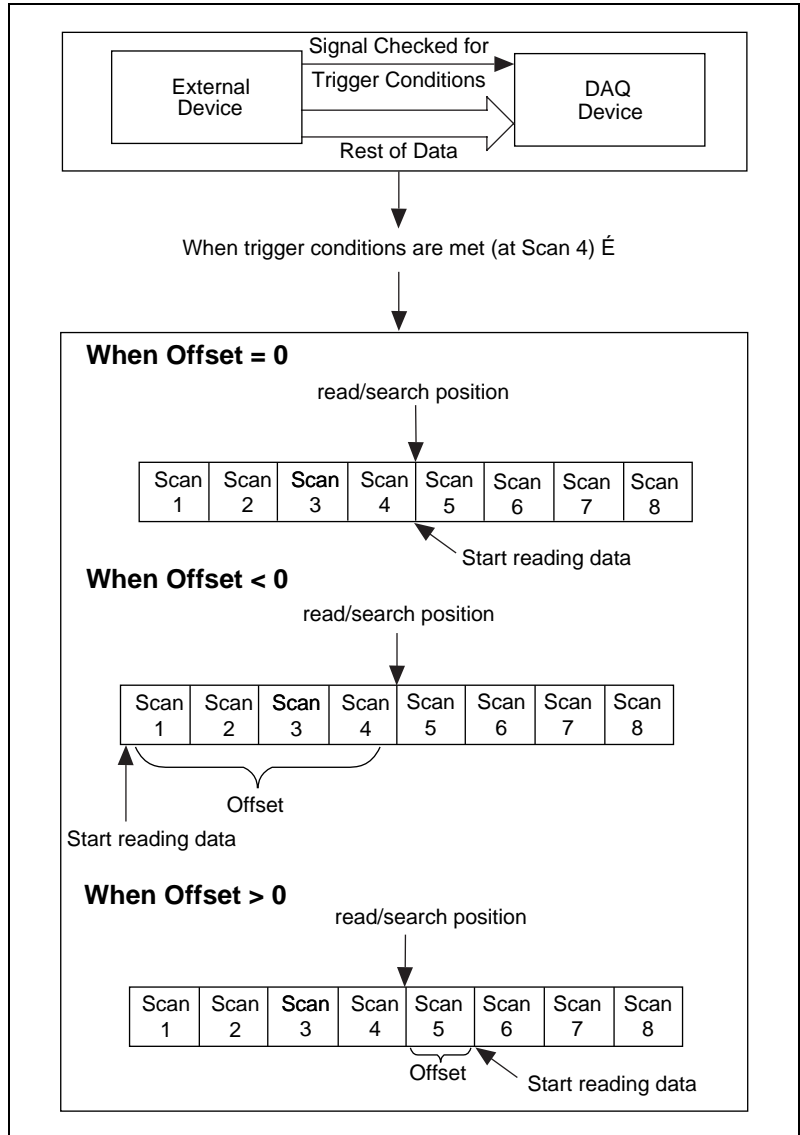 Signal Checked for
Trigger Conditions
External
Device
DAQ
Device
Rest of Data
When trigger conditions are met (at Scan 4) É
When Offset = 0
read/search position
Scan Scan Scan Scan Scan Scan Scan Scan
1 2 3 4 5 6 7 8
Start reading data
When Offset < 0
read/search position
Scan Scan Scan Scan Scan Scan Scan Scan
1 2 3 4 5 6 7 8
Offset
Start reading data
When Offset > 0
read/search position
Scan Scan Scan Scan Scan Scan Scan Scan
1 2 3 4 5 6 7 8
Offset
Start reading data